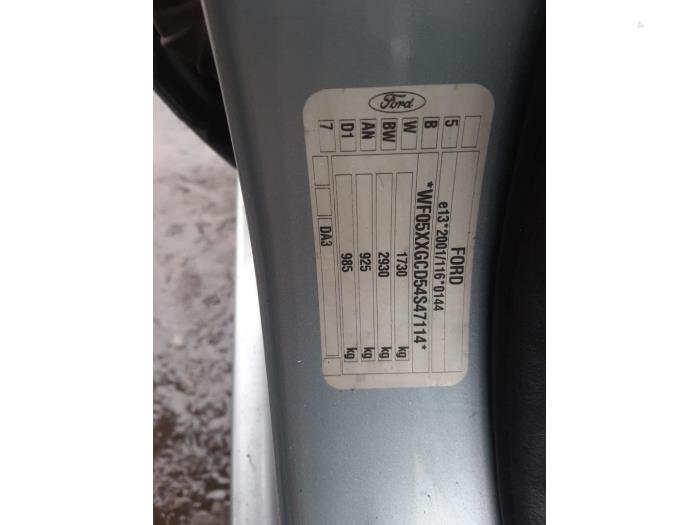 Ford
5
B
W
BW
AN
D1
7
FORD
e13*2001/116*0144
*WF05XXGCD54S47114*
1730 kg
2930 kg
925 kg
985 kg
DA3